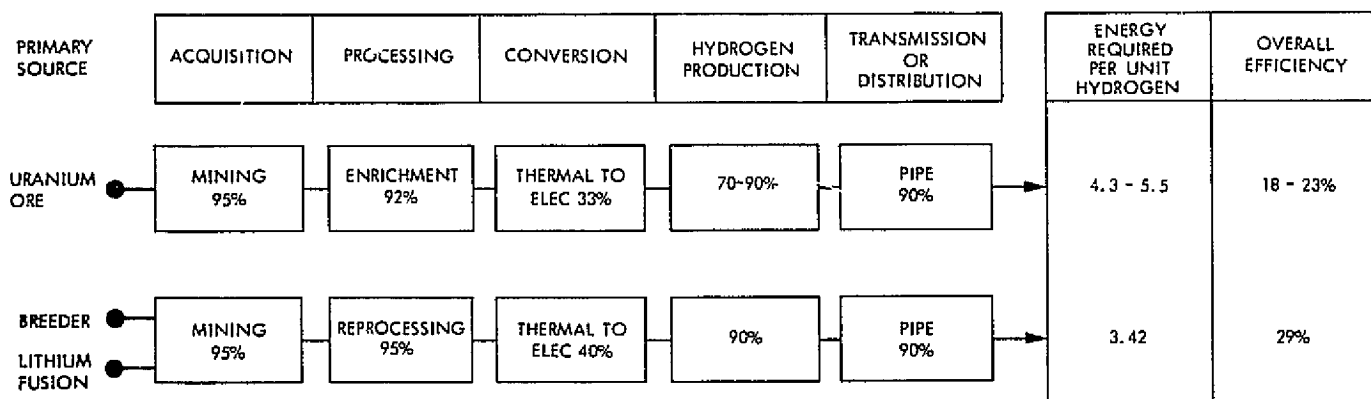 PRIMARY
SOURCE
ACQUISITION
PROCESSING
CONVERSION
HYDROGEN
PRODUCTION
TRANSMISSION
OR
DISTRIBUTION
ENERGY
REQUIRED
PER UNIT
HYDROGEN
OVERALL
EFFICIENCY
URANIUM
ORE
MINING
95%
ENRICHMENT
92%
THERMAL TO
ELEC 33%
70-90%
PIPE
90%
4.3 - 5.5
18 - 23%
BREEDER
LITHIUM
FUSION
MINING
95%
REPROCESSING
95%
THERMAL TO
ELEC 40%
90%
PIPE
90%
3.42
29%